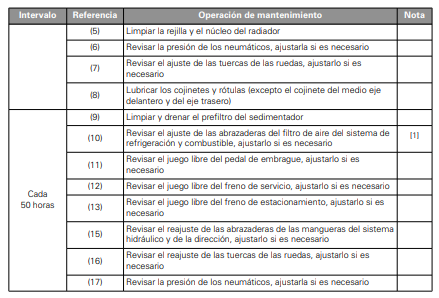 Intervalo Referencia Operación de mantenimiento Nota
(5) Limpiar la rejilla y el núcleo del radiador
(6) Revisar la presión de los neumáticos, ajustarla si es necesario
(7) Revisar el ajuste de las tuercas de las ruedas, ajustarlo si es
necesario
(8) Lubricar los cojinetes y rótulas (excepto el cojinete del medio eje
delantero y del eje trasero)
Cada
50 horas
(9) Limpiar y drenar el prefiltro del sedimentador
(10) Revisar el ajuste de las abrazaderas del filtro de aire del sistema de
refrigeración y combustible, ajustarlo si es necesario [1]
(11) Revisar el juego libre del pedal de embrague, ajustarlo si es
necesario
(12) Revisar el juego libre del freno de servicio, ajustarlo si es necesario
(13) Revisar el juego libre del freno de estacionamiento, ajustarlo si es
necesario
(15) Revisar el reajuste de las abrazaderas de las mangueras del sistema
hidráulico y de la dirección, ajustarlo si es necesario
(16) Revisar el reajuste de las tuercas de las ruedas, ajustarlo si es
necesario
(17) Revisar la presión de los neumáticos, ajustarla si es necesario